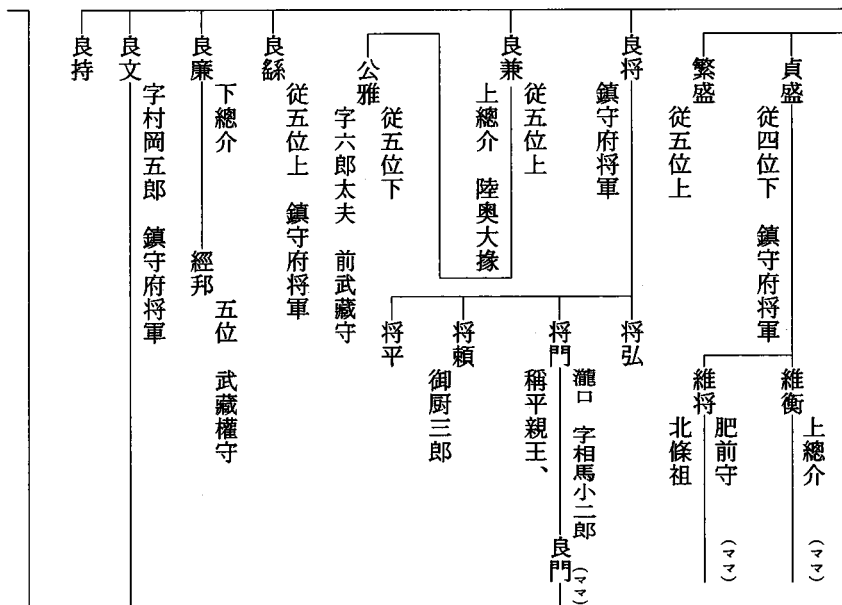 貞盛
従四位下　鎮守府将軍
維衡
上總介
（ママ）
維将
肥前守
北條祖
（ママ）
繁盛
従五位上
良将
鎮守府将軍
将弘
将門
瀧口　字相馬小二郎
稱平親王、
良門
（ママ）
将頼
御厨三郎
将平
良兼
従五位上
上總介　陸奥大掾
公雅
従五位下
字六郎太夫　前武藏守
良繇
従五位上　鎮守府将軍
良廉
下總介
經邦
五位　武藏權守
良文
字村岡五郎　鎮守府将軍
良持